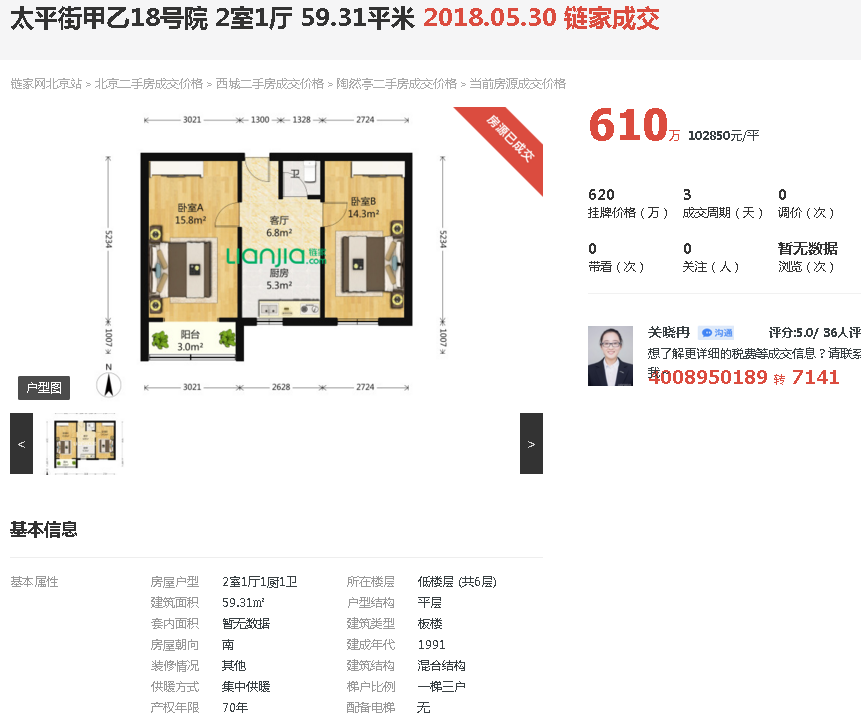 太平街甲乙18号院 2室1厅 59.31平米 2018.05.30 链家成交
链家网北京站 > 北京二手房成交价格 > 西城二手房成交价格 > 陶然亭二手房成交价格 > 当前房源成交价格
3021 1300 1328 2724
房源已成交
卧室A
15.8m²
卫
卧室B
14.3m²
客厅
6.8m²
Lianjia.com 链家
厨房
5.3m²
阳台
3.0m²
5234
1007
5234
1007
N
3021 2628 2724
户型图
<
>
610万 102850元/平
620 3 0
挂牌价格（万） 成交周期（天） 调价（次）
0 0 暂无数据
带看（次） 关注（人） 浏览（次）
关晓冉 沟通 评分:5.0/ 36人评
想了解更详细的税费等成交信息？请联系
我~
4008950189 转 7141
基本信息
基本属性
房屋户型 2室1厅1厨1卫 所在楼层 低楼层 (共6层)
建筑面积 59.31㎡ 户型结构 平层
套内面积 暂无数据 建筑类型 板楼
房屋朝向 南 建成年代 1991
装修情况 其他 建筑结构 混合结构
供暖方式 集中供暖 梯户比例 一梯三户
产权年限 70年 配备电梯 无